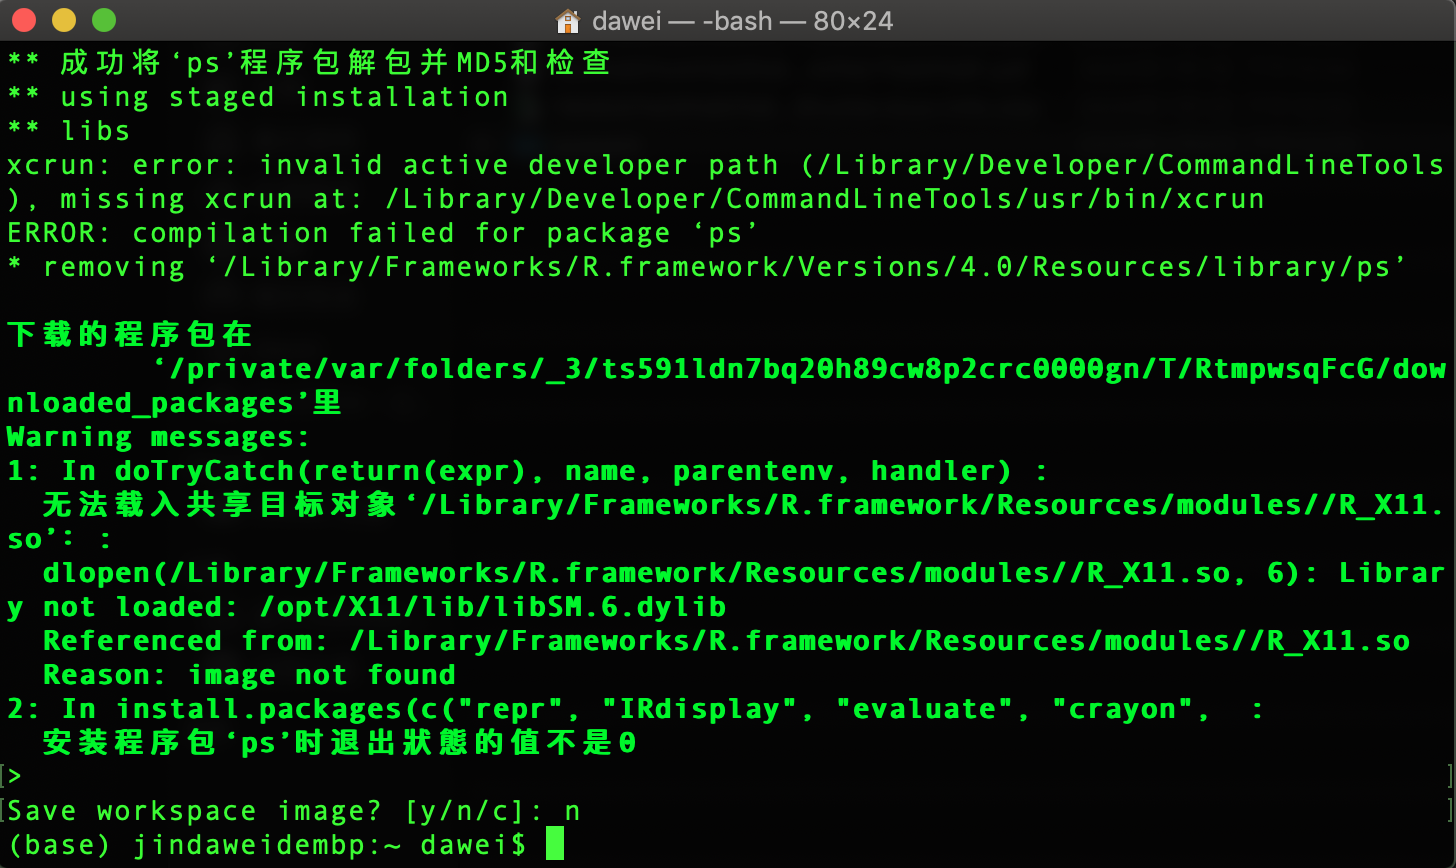 dawei — -bash — 80×24
** 成功将‘ps’程序包解包并MD5和检查
** using staged installation
** libs
xcrun: error: invalid active developer path (/Library/Developer/CommandLineTools
), missing xcrun at: /Library/Developer/CommandLineTools/usr/bin/xcrun
ERROR: compilation failed for package ‘ps’
* removing ‘/Library/Frameworks/R.framework/Versions/4.0/Resources/library/ps’
下载的程序包在
‘/private/var/folders/_3/ts591ldn7bq20h89cw8p2crc0000gn/T/RtmpwsqFcG/dow
nloaded_packages’里
Warning messages:
1: In doTryCatch(return(expr), name, parentenv, handler) :
无法载入共享目标对象‘/Library/Frameworks/R.framework/Resources/modules//R_X11.
so’: :
dlopen(/Library/Frameworks/R.framework/Resources/modules//R_X11.so, 6): Librar
y not loaded: /opt/X11/lib/libSM.6.dylib
Referenced from: /Library/Frameworks/R.framework/Resources/modules//R_X11.so
Reason: image not found
2: In install.packages(c("repr", "IRdisplay", "evaluate", "crayon",  :
安装程序包‘ps’时退出狀態的值不是0
>
Save workspace image? [y/n/c]: n
(base) jindaweidembp:~ dawei$